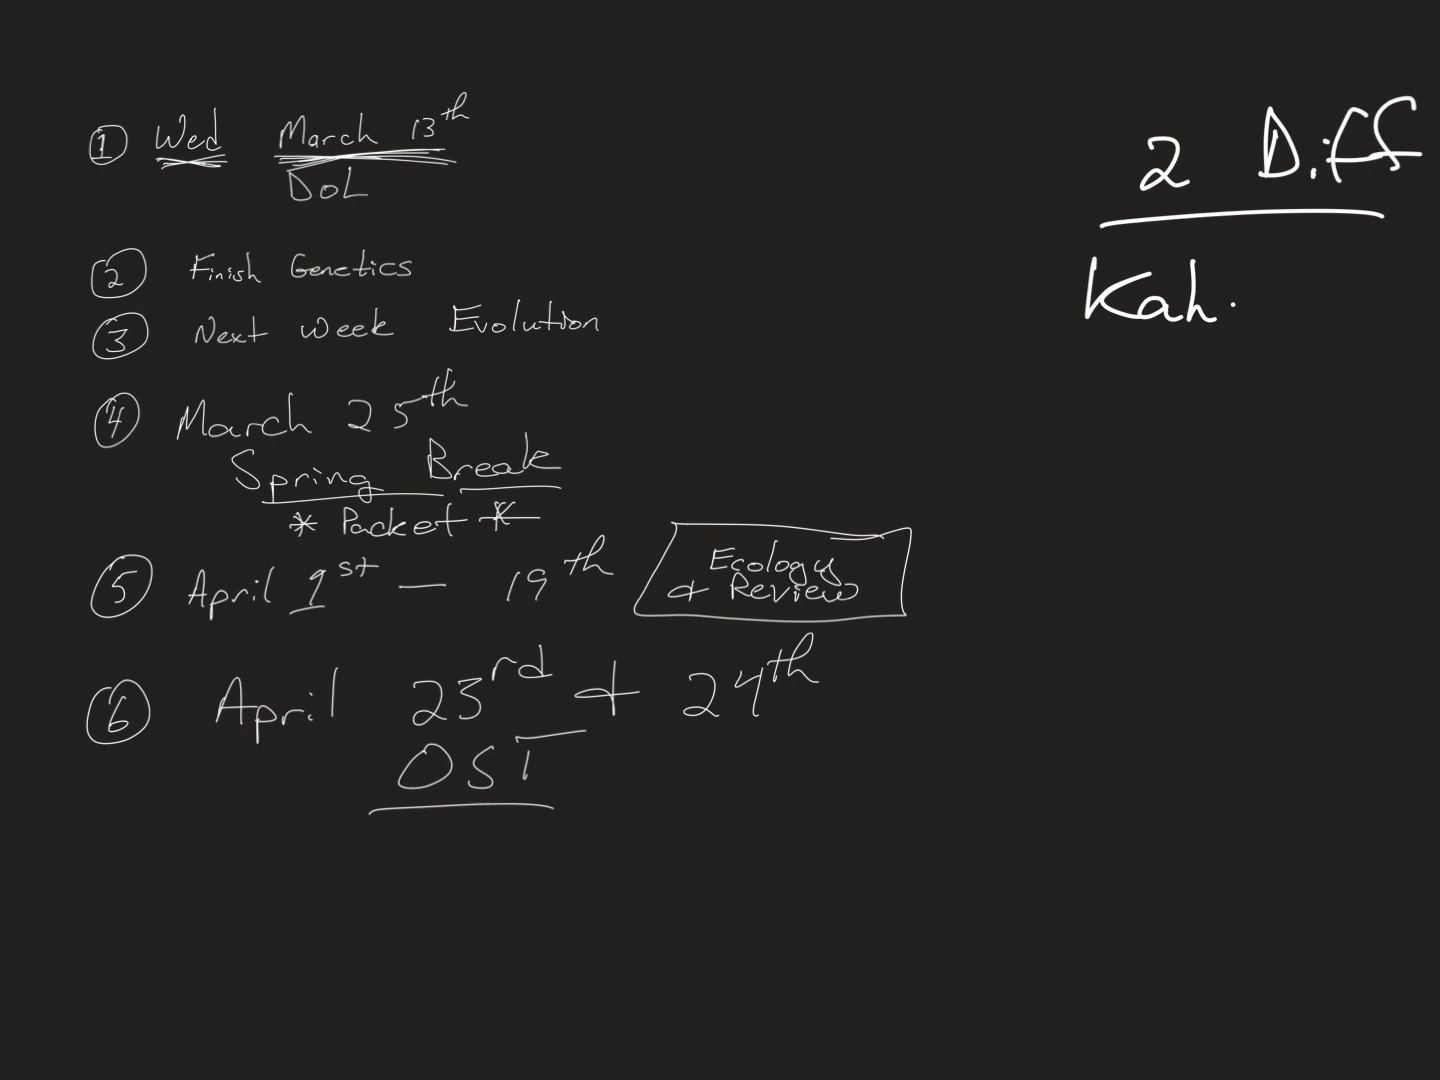 ① Wed March 13th
DoL
② Finish Genetics
③ Next week Evolution
④ March 25th
Spring Break
* Packet *
⑤ April 1st — 19th
Ecology
& Review
⑥ April 23rd & 24th
OST
2 Diff
Kah.